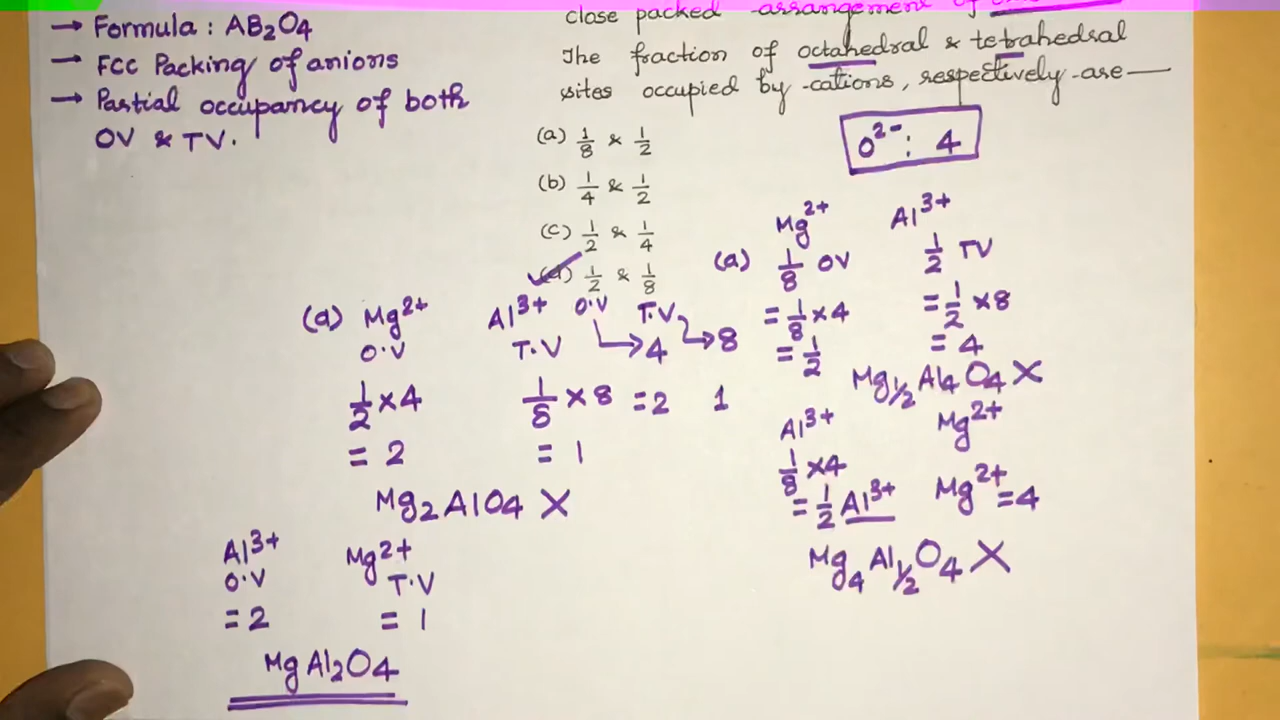 → Formula : AB₂O₄
→ FCC Packing of anions
→ Partial occupancy of both
OV & TV.
close packed arrangement of
The fraction of octahedral & tetrahedral
sites occupied by cations, respectively are —
(a) 1/8 & 1/2
(b) 1/4 & 1/2
(c) 1/2 & 1/4
(d) 1/2 & 1/8
O²⁻ : 4
(a) Mg²⁺ Al³⁺ O.V T.V
O.V T.V → 4 → 8
1/2 × 4 1/8 × 8 = 2 1
= 2 = 1
Mg₂AlO₄ X
Al³⁺ Mg²⁺
O.V T.V
= 2 = 1
MgAl₂O₄
Mg²⁺ Al³⁺
(a) 1/8 OV 1/2 TV
= 1/8 × 4 = 1/2 × 8
= 1/2 = 4
Mg1/2 Al₄ O₄ X
Al³⁺ Mg²⁺
1/8 × 4
= 1/2 Al³⁺ Mg²⁺ = 4
Mg₄ Al1/2 O₄ X